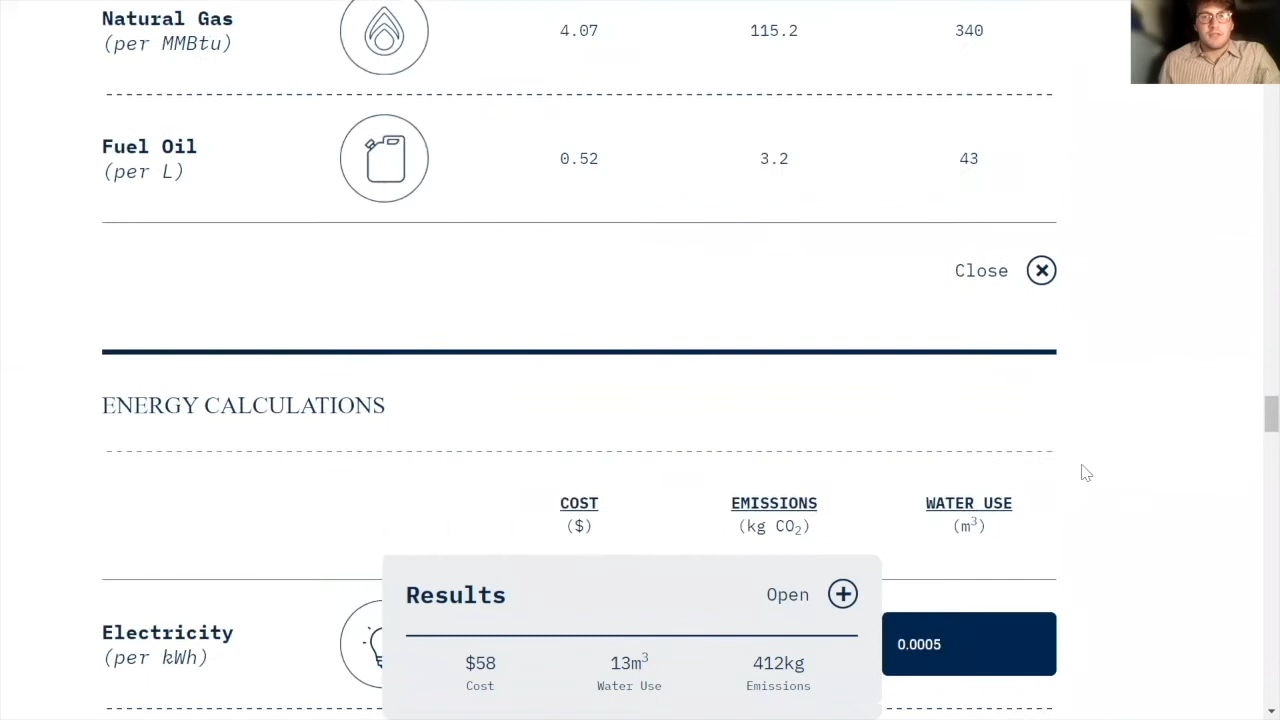 Natural Gas
(per MMBtu)
4.07 115.2 340
Fuel Oil
(per L)
0.52 3.2 43
Close
ENERGY CALCULATIONS
COST EMISSIONS WATER USE
($) (kg CO₂) (m³)
Electricity
(per kWh)
0.0005
Results
Open
$58 13m³ 412kg
Cost Water Use Emissions